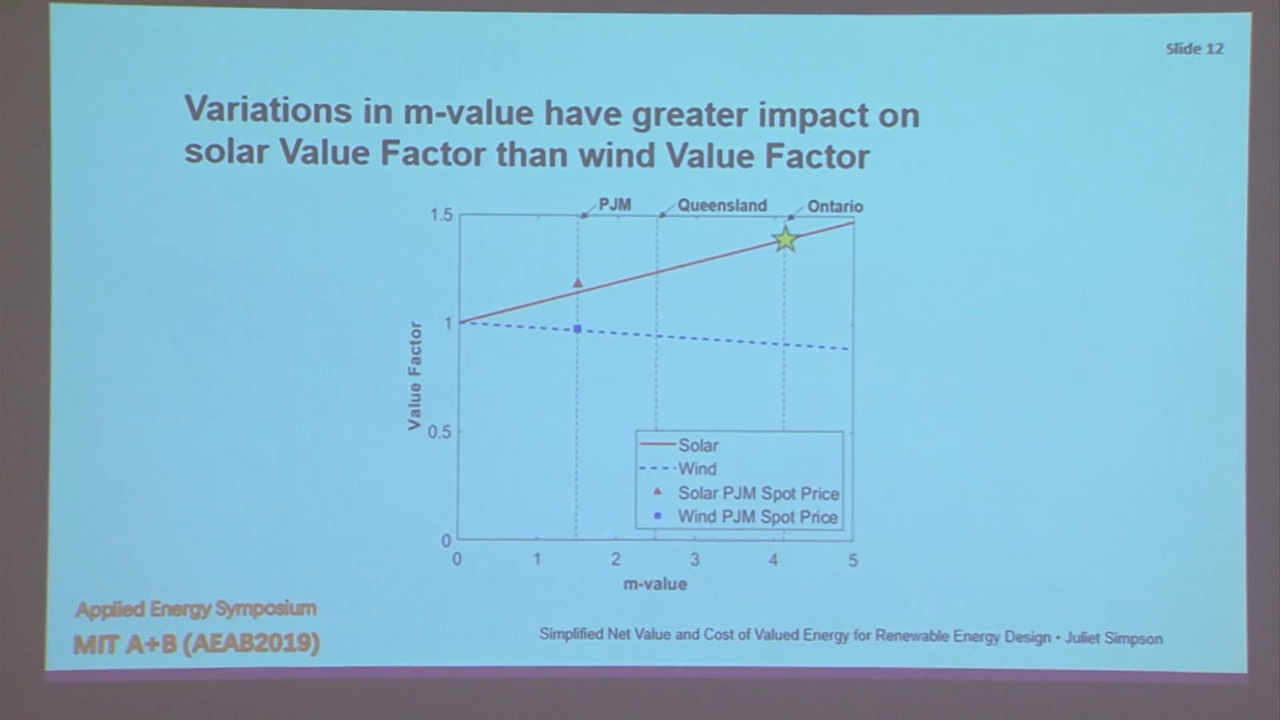 Slide 12
Variations in m-value have greater impact on
solar Value Factor than wind Value Factor
PJM
Queensland
Ontario
1.5
1
0.5
0
Value Factor
Solar
Wind
Solar PJM Spot Price
Wind PJM Spot Price
0 1 2 3 4 5
m-value
Applied Energy Symposium
MIT A+B (AEAB2019)
Simplified Net Value and Cost of Valued Energy for Renewable Energy Design • Juliet Simpson